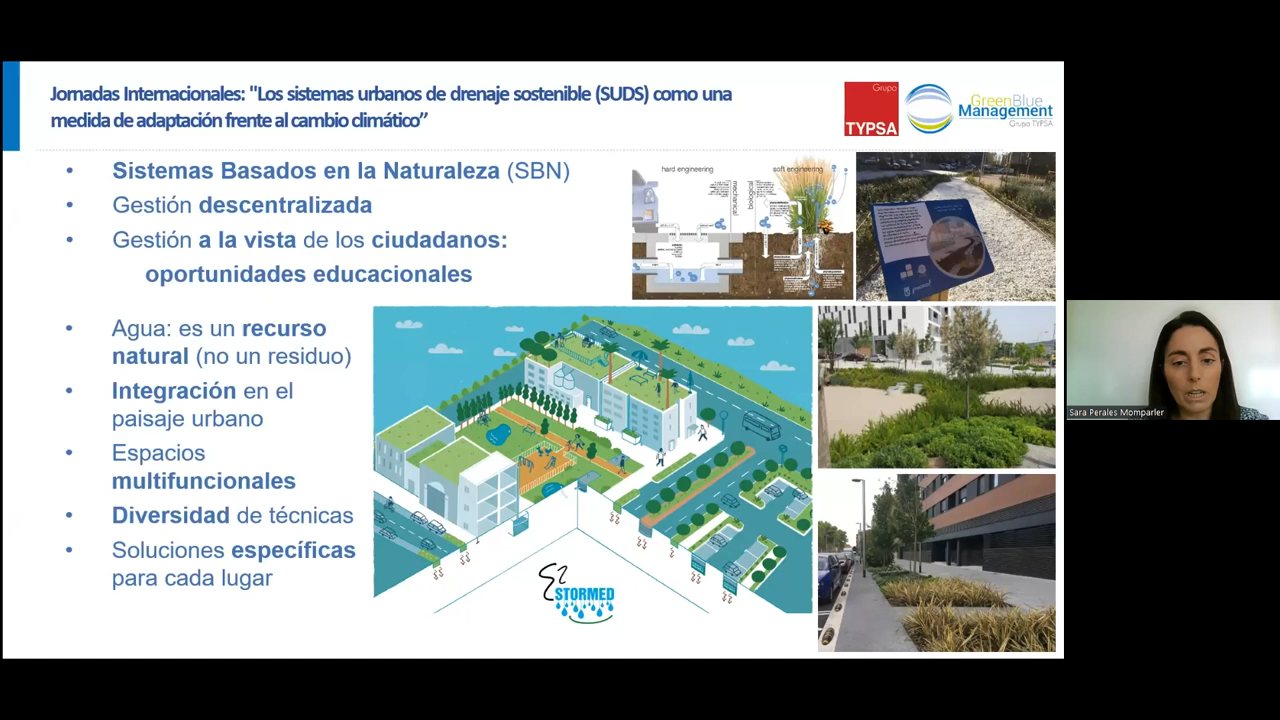 Jornadas Internacionales: "Los sistemas urbanos de drenaje sostenible (SUDS) como una
medida de adaptación frente al cambio climático”
Grupo
TYPSA
GreenBlue
Management
Grupo TYPSA
• Sistemas Basados en la Naturaleza (SBN)
• Gestión descentralizada
• Gestión a la vista de los ciudadanos:
oportunidades educacionales
• Agua: es un recurso
natural (no un residuo)
• Integración en el
paisaje urbano
• Espacios
multifuncionales
• Diversidad de técnicas
• Soluciones específicas
para cada lugar
hard engineering
soft engineering
mechanical
biological
STORMED
Sara Perales Momparler